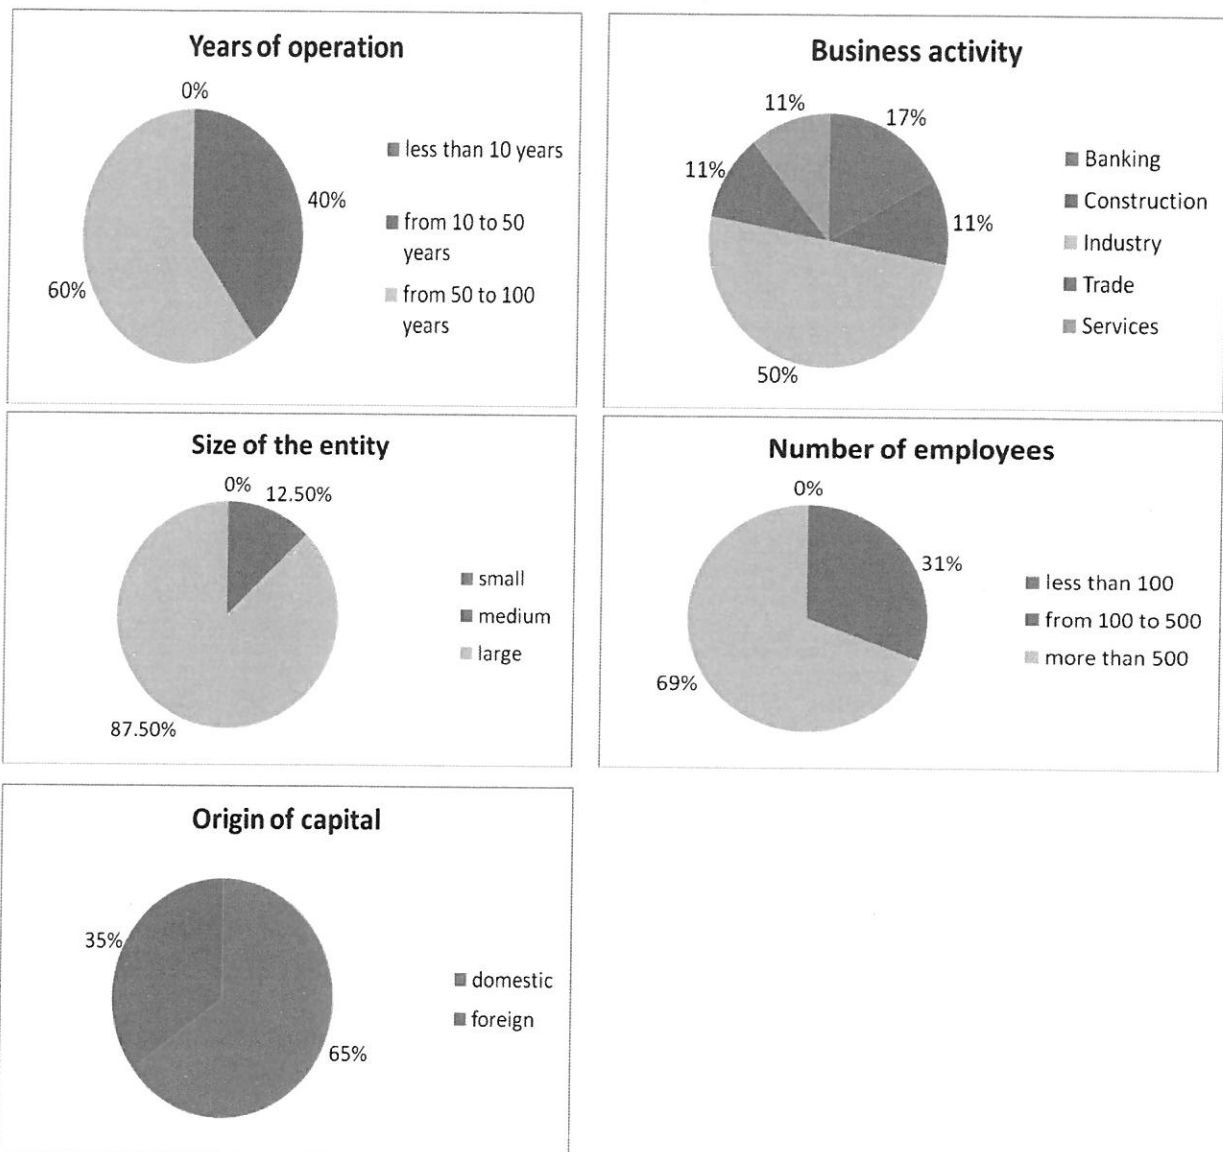 Years of operation
0%
40%
60%
less than 10 years
from 10 to 50
years
from 50 to 100
years
Business activity
11%
17%
11%
11%
50%
Banking
Construction
Industry
Trade
Services
Size of the entity
0%
12.50%
87.50%
small
medium
large
Number of employees
0%
31%
69%
less than 100
from 100 to 500
more than 500
Origin of capital
35%
65%
domestic
foreign